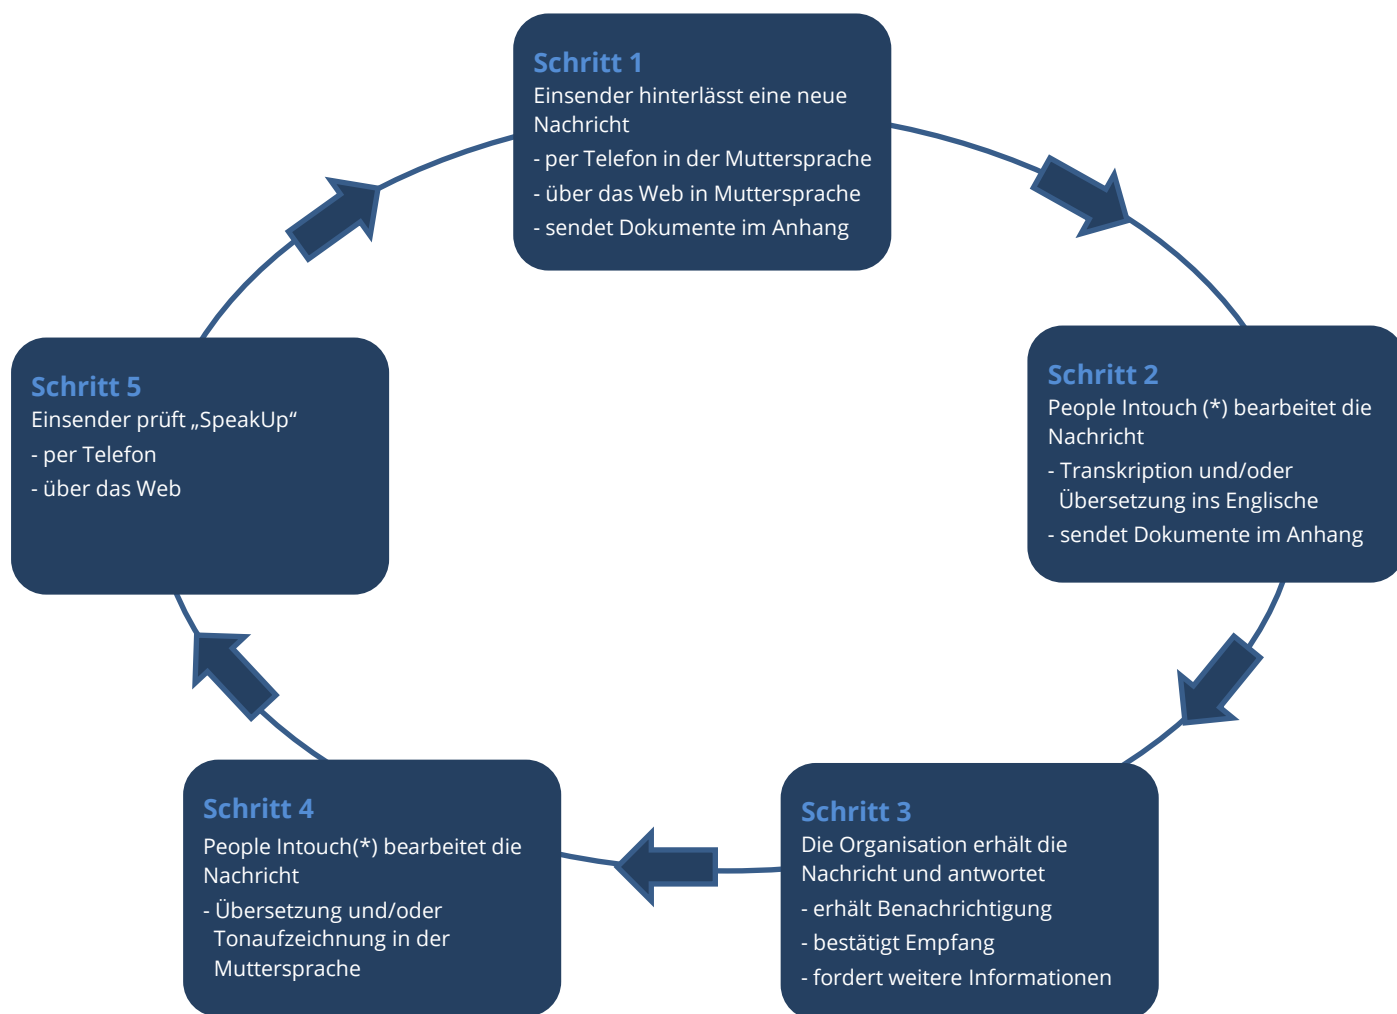 Schritt 1
Einsender hinterlässt eine neue
Nachricht
- per Telefon in der Muttersprache
- über das Web in Muttersprache
- sendet Dokumente im Anhang
Schritt 2
People Intouch (*) bearbeitet die
Nachricht
- Transkription und/oder
Übersetzung ins Englische
- sendet Dokumente im Anhang
Schritt 3
Die Organisation erhält die
Nachricht und antwortet
- erhält Benachrichtigung
- bestätigt Empfang
- fordert weitere Informationen
Schritt 4
People Intouch(*) bearbeitet die
Nachricht
- Übersetzung und/oder
Tonaufzeichnung in der
Muttersprache
Schritt 5
Einsender prüft „SpeakUp“
- per Telefon
- über das Web